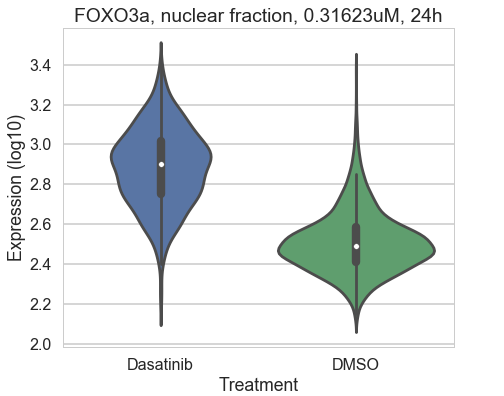 FOXO3a, nuclear fraction, 0.31623uM, 24h
Expression (log10)
3.4
3.2
3.0
2.8
2.6
2.4
2.2
2.0
Dasatinib
DMSO
Treatment